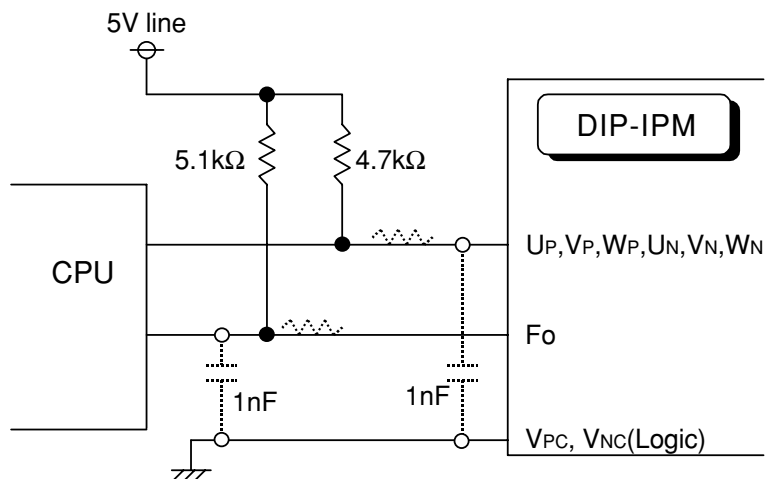 5V line
DIP-IPM
5.1kΩ
4.7kΩ
CPU
UP,VP,WP,UN,VN,WN
Fo
1nF
1nF
VPC, VNC(Logic)